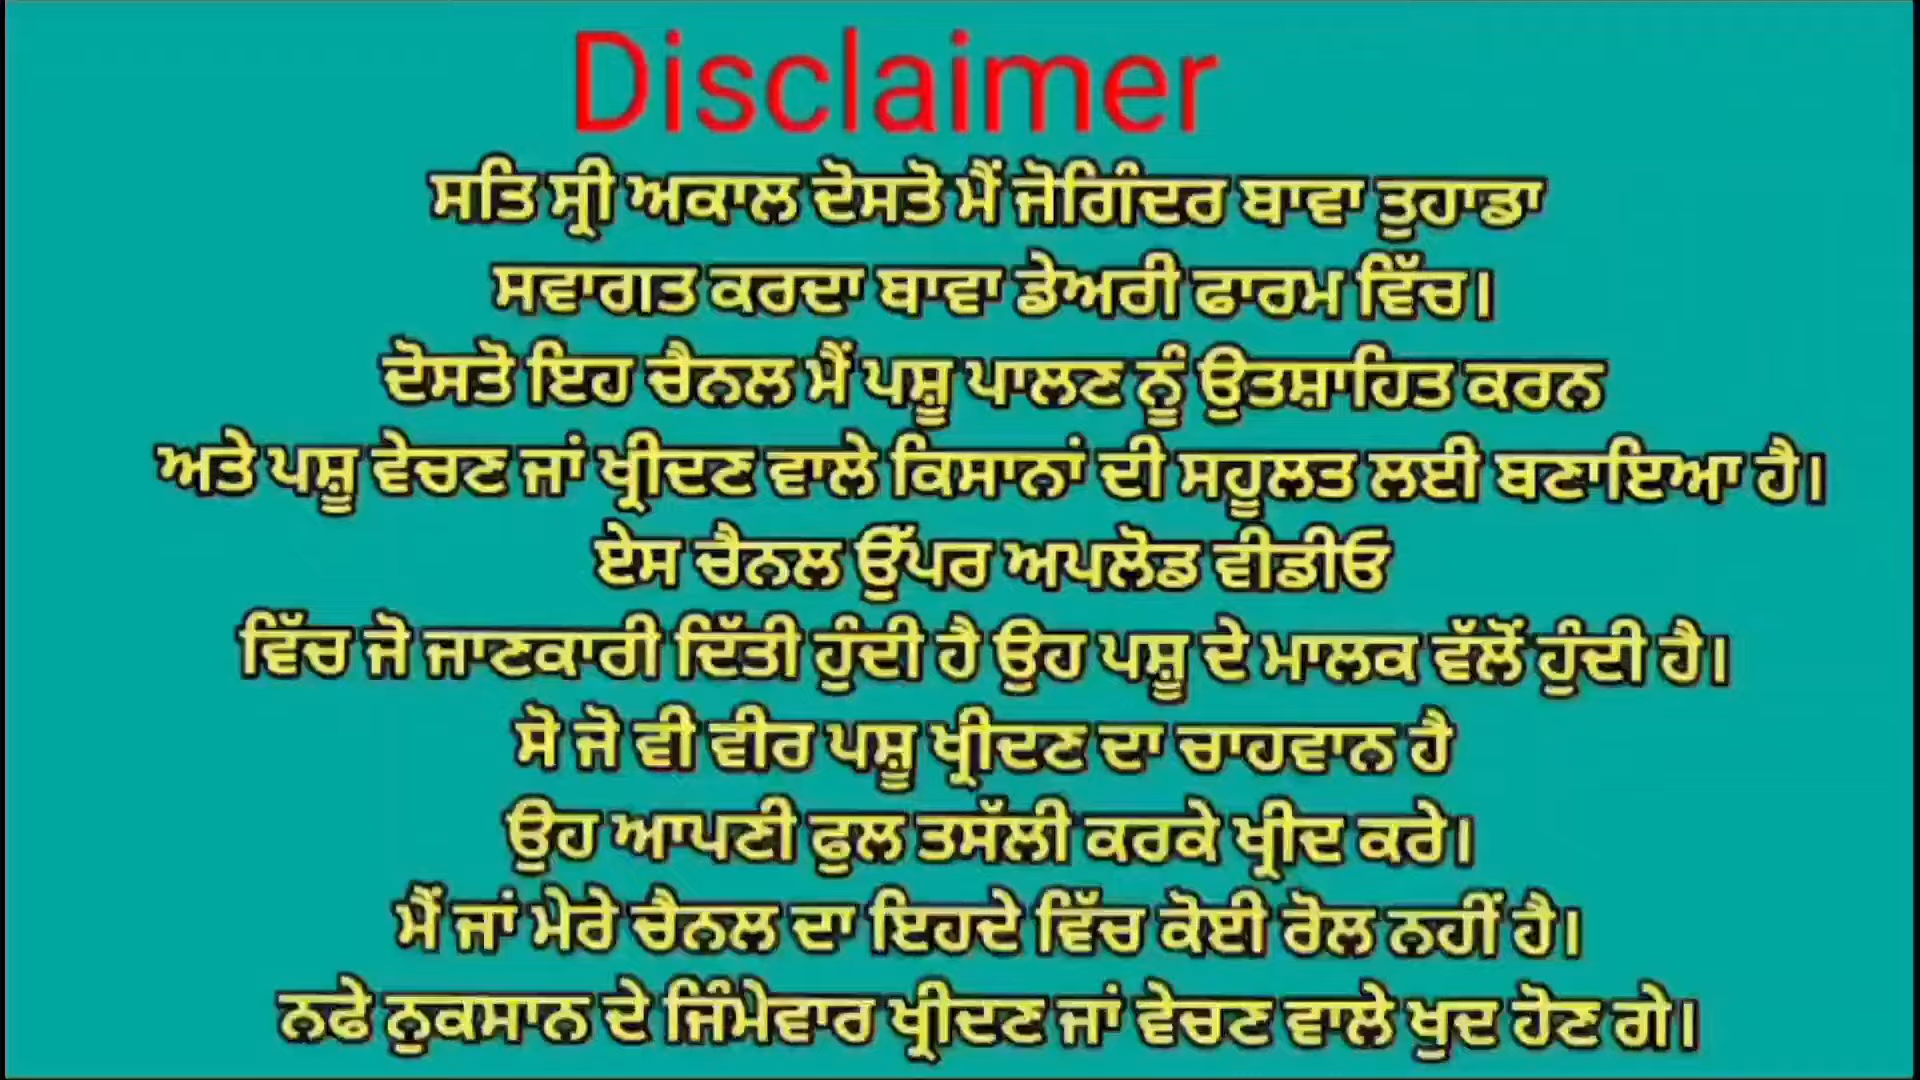 Disclaimer
ਸਤਿ ਸ੍ਰੀ ਅਕਾਲ ਦੋਸਤੋ ਮੈਂ ਜੋਗਿੰਦਰ ਬਾਵਾ ਤੁਹਾਡਾ
ਸਵਾਗਤ ਕਰਦਾ ਬਾਵਾ ਡੇਅਰੀ ਫਾਰਮ ਵਿੱਚ।
ਦੋਸਤੋ ਇਹ ਚੈਨਲ ਮੈਂ ਪਸ਼ੂ ਪਾਲਣ ਨੂੰ ਉਤਸ਼ਾਹਿਤ ਕਰਨ
ਅਤੇ ਪਸ਼ੂ ਵੇਚਣ ਜਾਂ ਖ੍ਰੀਦਣ ਵਾਲੇ ਕਿਸਾਨਾਂ ਦੀ ਸਹੂਲਤ ਲਈ ਬਣਾਇਆ ਹੈ।
ਏਸ ਚੈਨਲ ਉੱਪਰ ਅਪਲੋਡ ਵੀਡੀਓ
ਵਿੱਚ ਜੋ ਜਾਣਕਾਰੀ ਦਿੱਤੀ ਹੁੰਦੀ ਹੈ ਉਹ ਪਸ਼ੂ ਦੇ ਮਾਲਕ ਵੱਲੋਂ ਹੁੰਦੀ ਹੈ।
ਸੋ ਜੋ ਵੀ ਵੀਰ ਪਸ਼ੂ ਖ੍ਰੀਦਣ ਦਾ ਚਾਹਵਾਨ ਹੈ
ਉਹ ਆਪਣੀ ਫੁਲ ਤਸੱਲੀ ਕਰਕੇ ਖ੍ਰੀਦ ਕਰੇ।
ਮੈਂ ਜਾਂ ਮੇਰੇ ਚੈਨਲ ਦਾ ਇਹਦੇ ਵਿੱਚ ਕੋਈ ਰੋਲ ਨਹੀਂ ਹੈ।
ਨਫੇ ਨੁਕਸਾਨ ਦੇ ਜਿੰਮੇਵਾਰ ਖ੍ਰੀਦਣ ਜਾਂ ਵੇਚਣ ਵਾਲੇ ਖੁਦ ਹੋਣ ਗੇ।